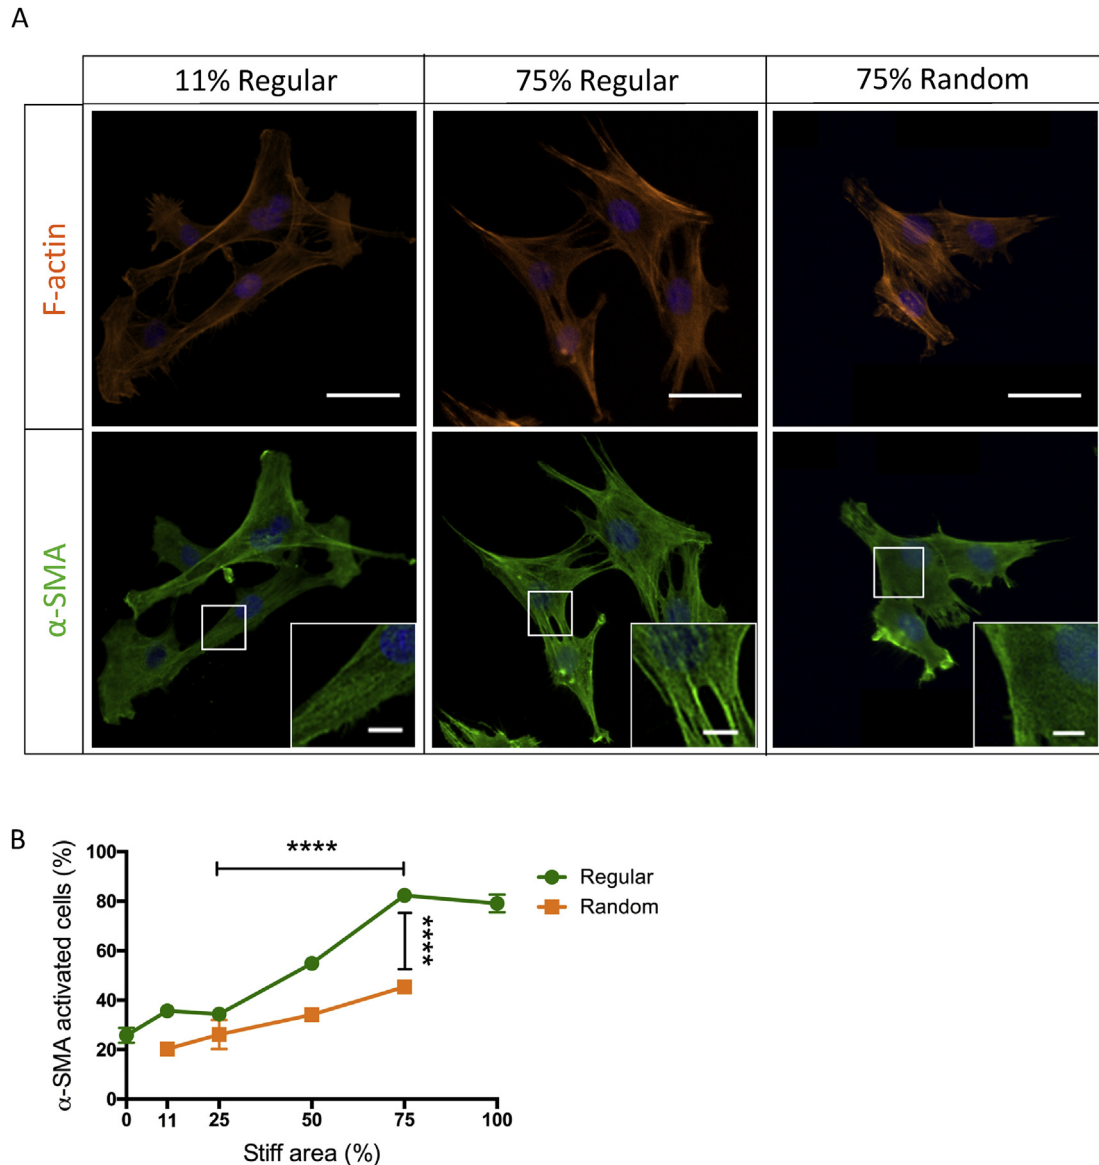 A
11% Regular
75% Regular
75% Random
F-actin
α-SMA
B
α-SMA activated cells (%)
100
80
60
40
20
0
****
****
Regular
Random
0 11 25 50 75 100
Stiff area (%)